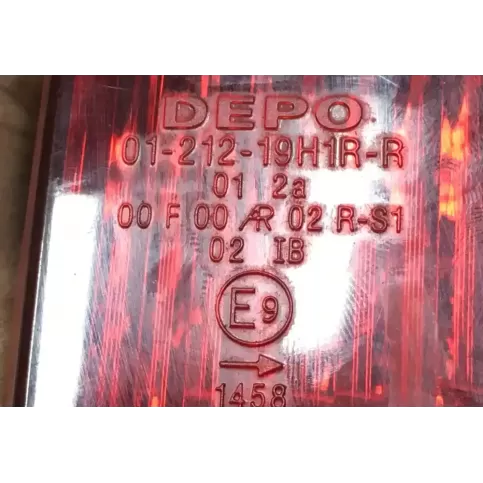 DEPO
01-212-19H1R-R
01 2a
00 F 00 AR 02 R-S1
02 IB
E9
→
1458